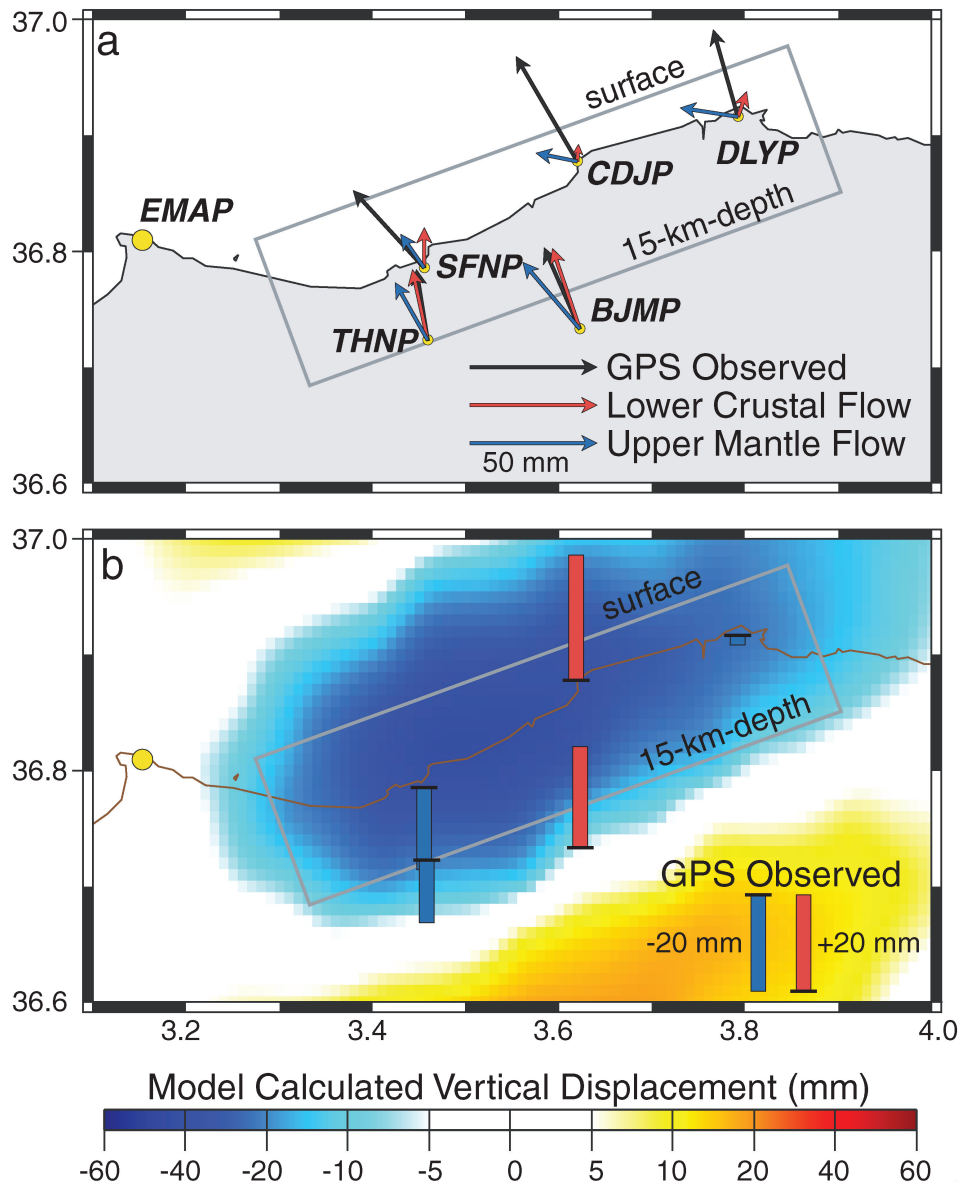 37.0
a
surface
DLYP
CDJP
EMAP
36.8
15-km-depth
SFNP
BJMP
THNP
GPS Observed
Lower Crustal Flow
Upper Mantle Flow
50 mm
36.6
37.0
b
surface
15-km-depth
36.8
GPS Observed
-20 mm
+20 mm
36.6
3.2 3.4 3.6 3.8 4.0
Model Calculated Vertical Displacement (mm)
-60 -40 -20 -10 -5 0 5 10 20 40 60